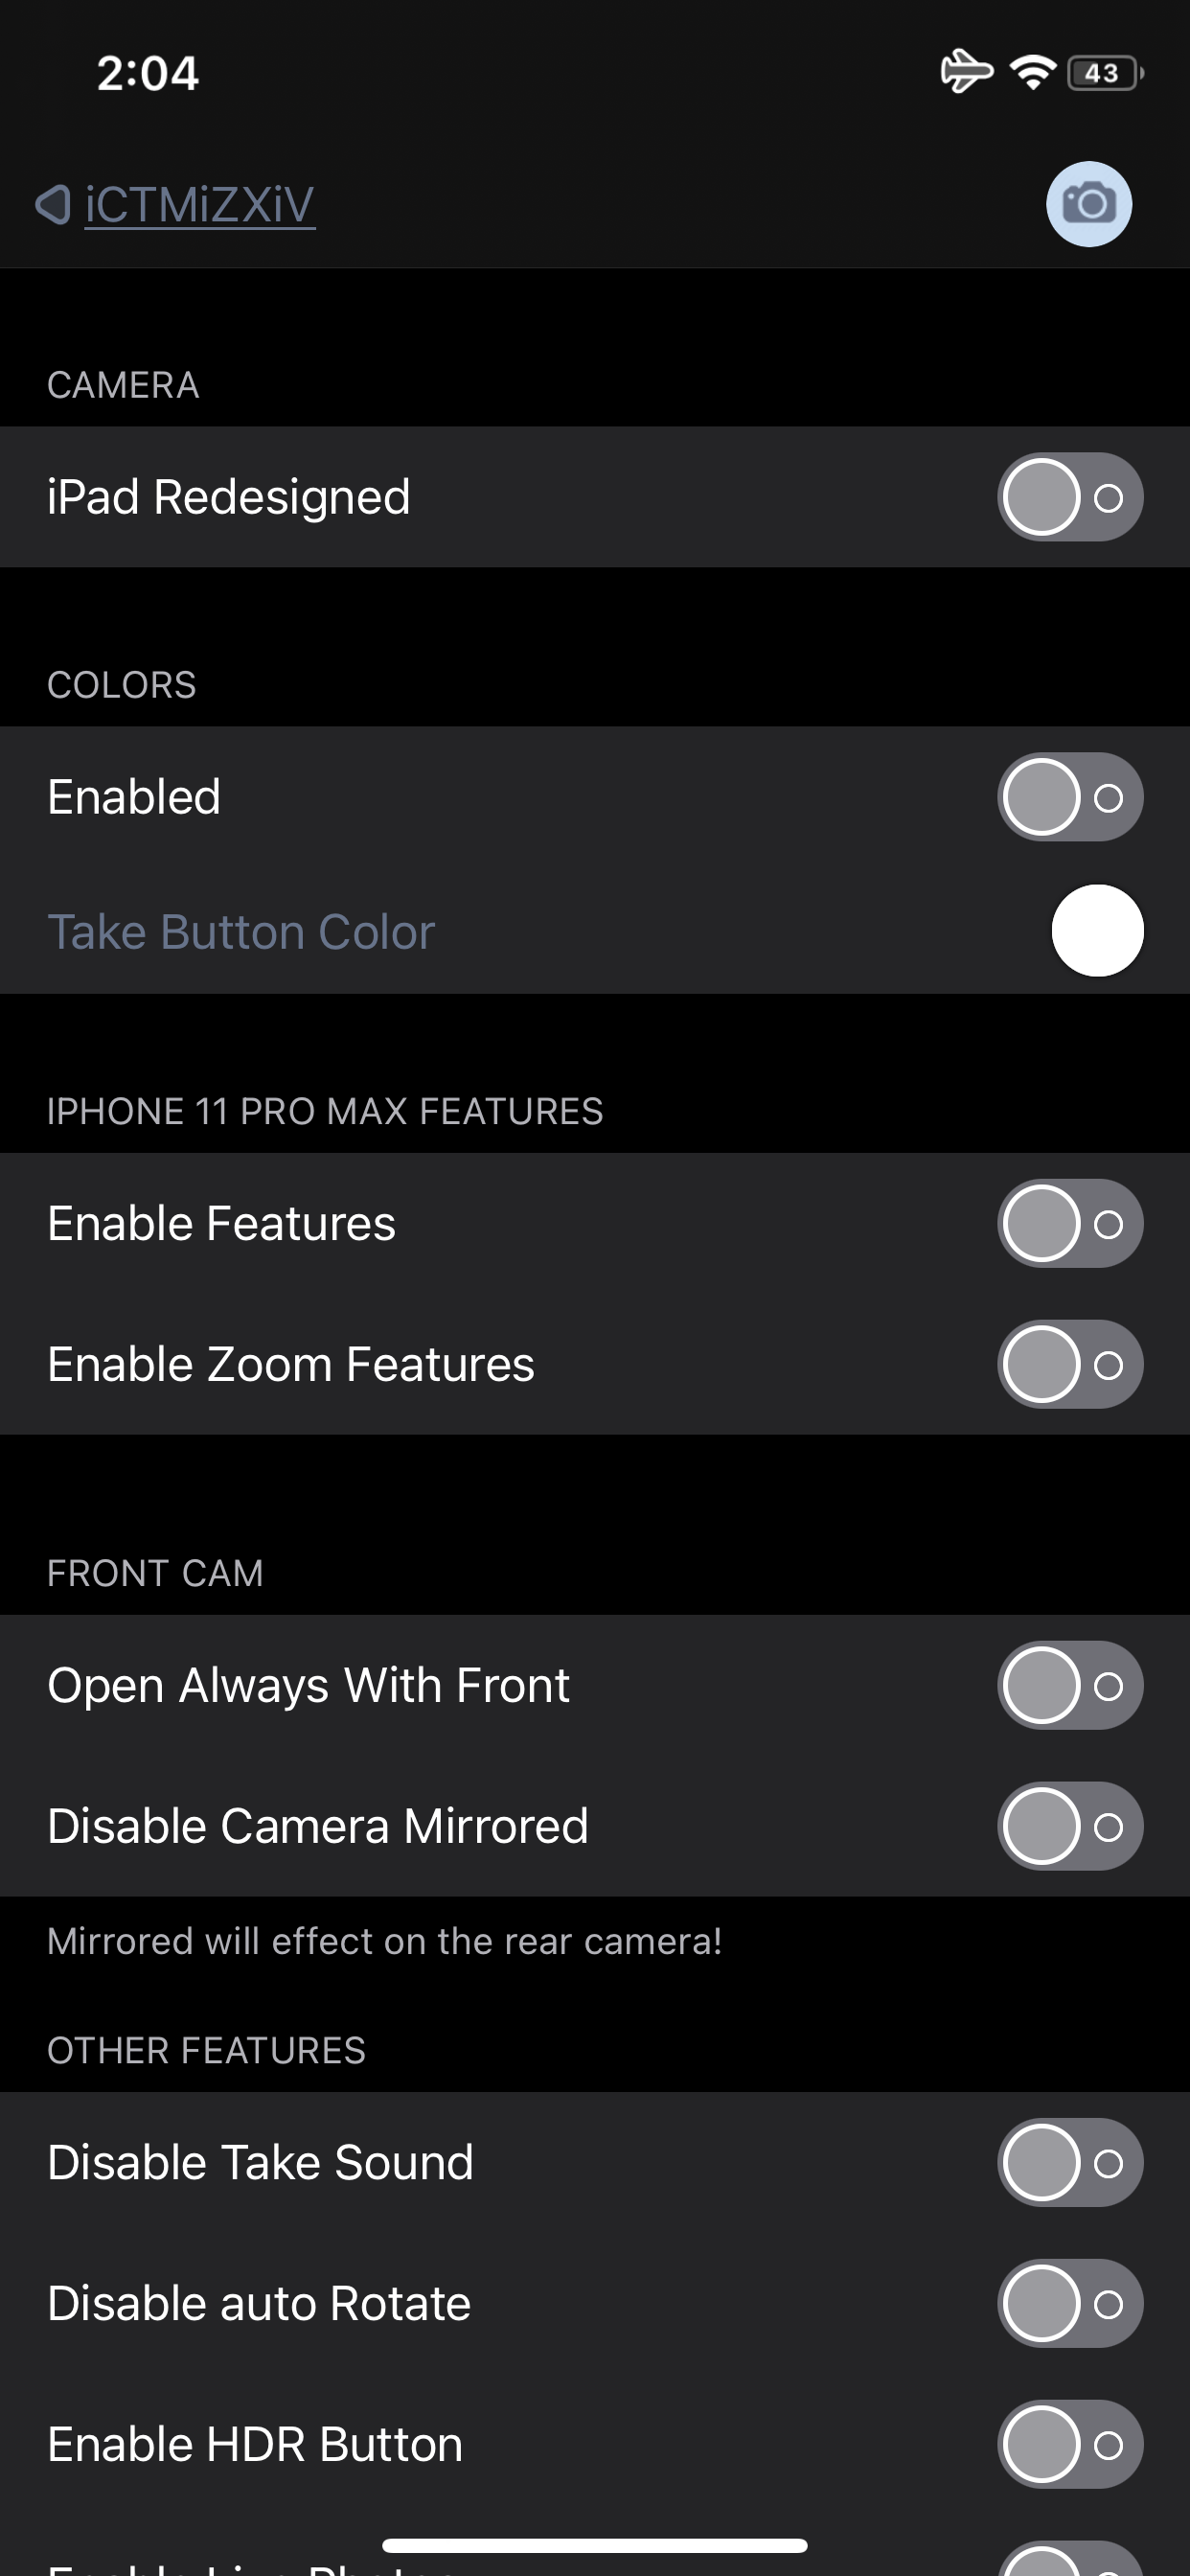 2:04
43
iCTMiZXiV
CAMERA
iPad Redesigned
COLORS
Enabled
Take Button Color
IPHONE 11 PRO MAX FEATURES
Enable Features
Enable Zoom Features
FRONT CAM
Open Always With Front
Disable Camera Mirrored
Mirrored will effect on the rear camera!
OTHER FEATURES
Disable Take Sound
Disable auto Rotate
Enable HDR Button